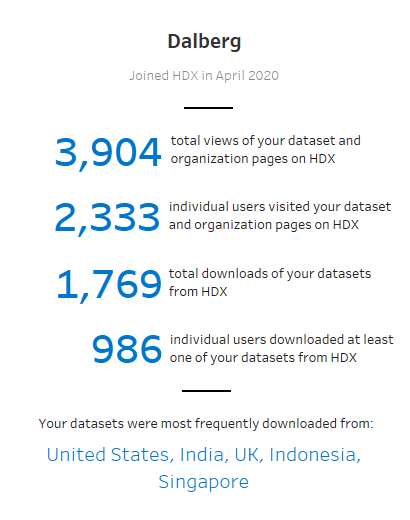 Dalberg
Joined HDX in April 2020
3,904 total views of your dataset and
organization pages on HDX
2,333 individual users visited your dataset
and organization pages on HDX
1,769 total downloads of your datasets
from HDX
986 individual users downloaded at least
one of your datasets from HDX
Your datasets were most frequently downloaded from:
United States, India, UK, Indonesia,
Singapore